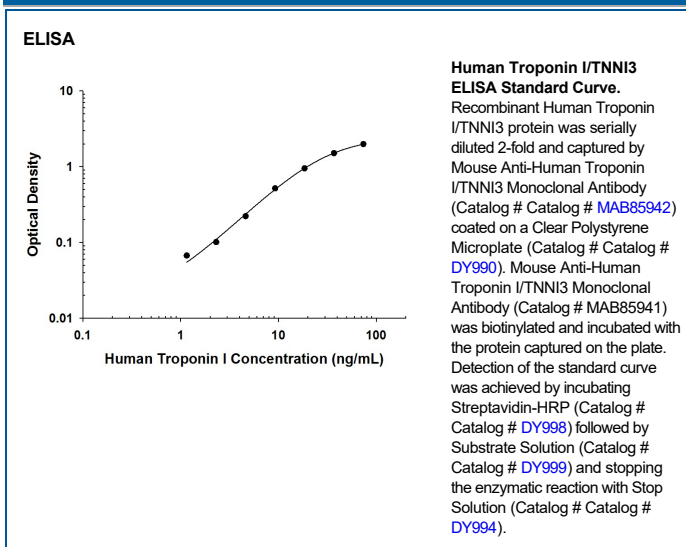 ELISA
10
1
0.1
0.01
Optical Density
0.1 1 10 100
Human Troponin I Concentration (ng/mL)
Human Troponin I/TNNI3
ELISA Standard Curve.
Recombinant Human Troponin
I/TNNI3 protein was serially
diluted 2-fold and captured by
Mouse Anti-Human Troponin
I/TNNI3 Monoclonal Antibody
(Catalog # Catalog # MAB85942)
coated on a Clear Polystyrene
Microplate (Catalog # Catalog #
DY990). Mouse Anti-Human
Troponin I/TNNI3 Monoclonal
Antibody (Catalog # MAB85941)
was biotinylated and incubated with
the protein captured on the plate.
Detection of the standard curve
was achieved by incubating
Streptavidin-HRP (Catalog #
Catalog # DY998) followed by
Substrate Solution (Catalog #
Catalog # DY999) and stopping
the enzymatic reaction with Stop
Solution (Catalog # Catalog #
DY994).